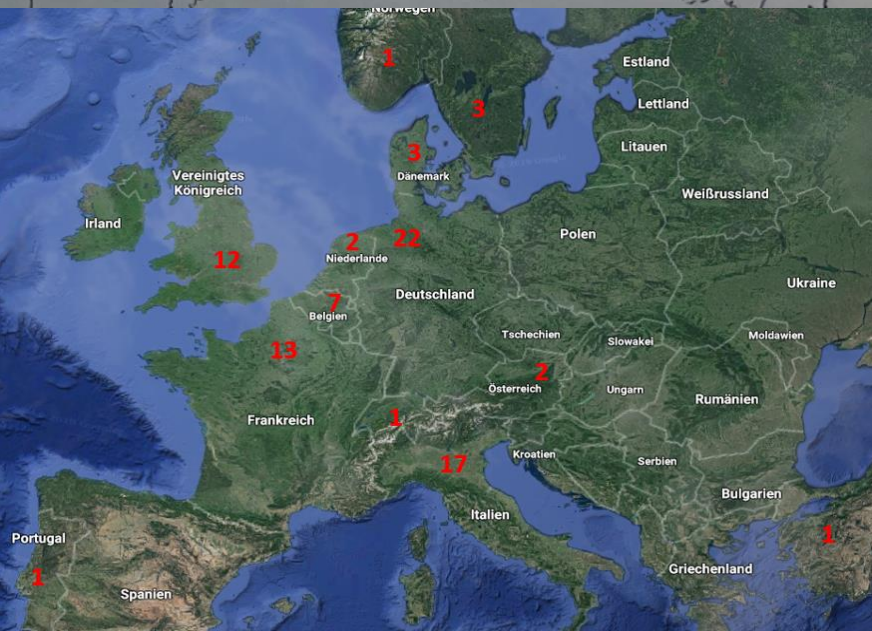 Norwegen
1
Estland
3
Lettland
3
Litauen
Dänemark
Vereinigtes
Königreich
Weißrussland
Irland
2
22
Polen
12
Niederlande
Ukraine
7
Deutschland
Belgien
Tschechien
Slowakei
Moldawien
13
2
Österreich
Ungarn
Rumänien
1
Frankreich
Kroatien
Serbien
17
Bulgarien
Italien
1
Portugal
Griechenland
1
Spanien